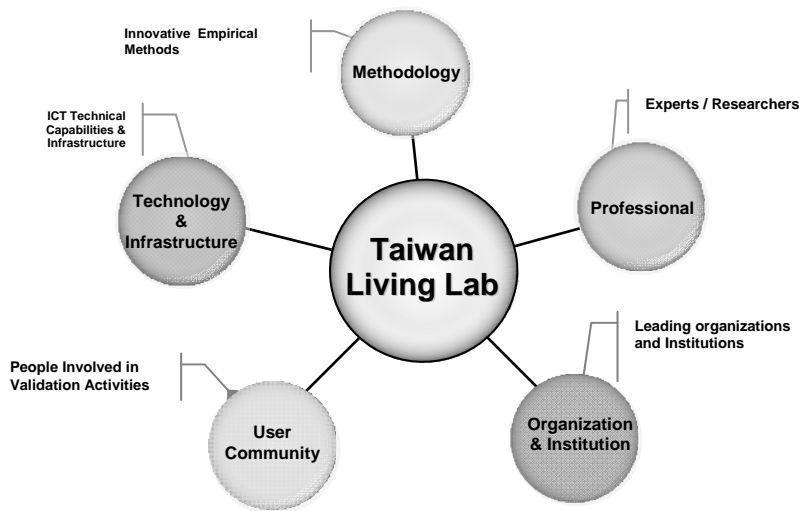 Innovative Empirical
Methods
Methodology
Experts / Researchers
ICT Technical
Capabilities &
Infrastructure
Technology
&
Infrastructure
Professional
Taiwan
Living Lab
Leading organizations
and Institutions
People Involved in
Validation Activities
User
Community
Organization
& Institution